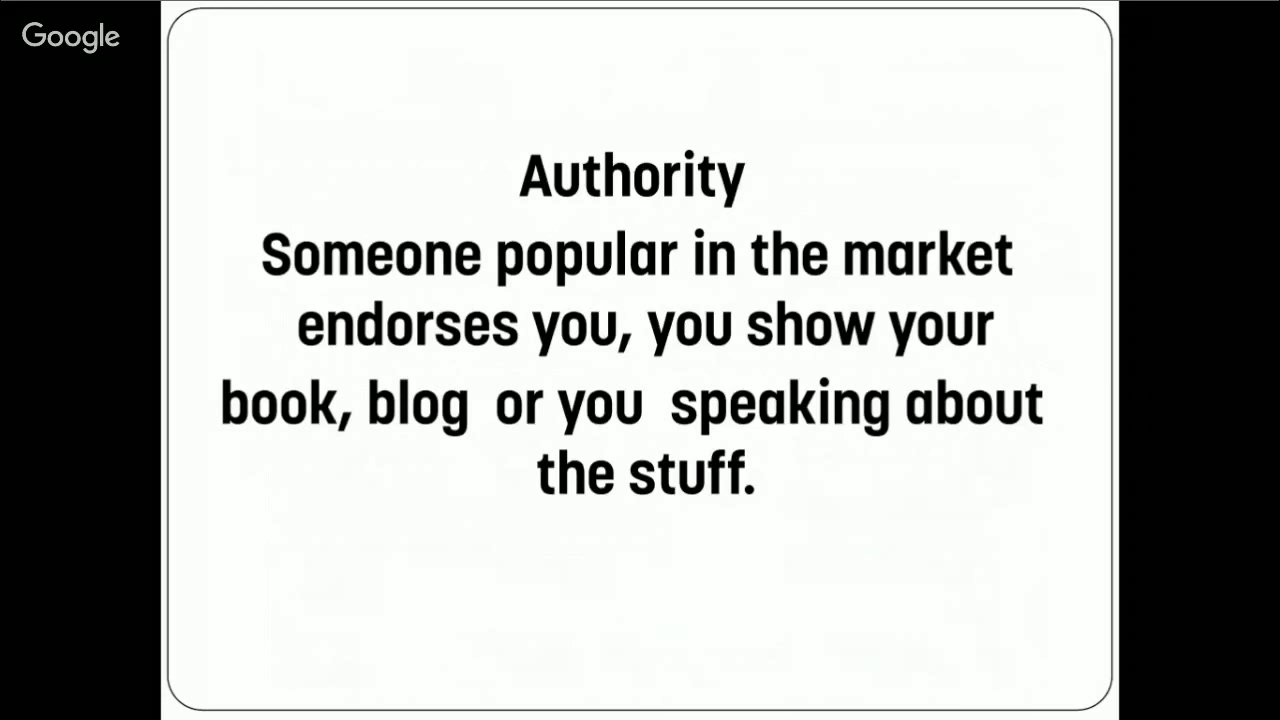 Google
Authority
Someone popular in the market
endorses you, you show your
book, blog or you speaking about
the stuff.